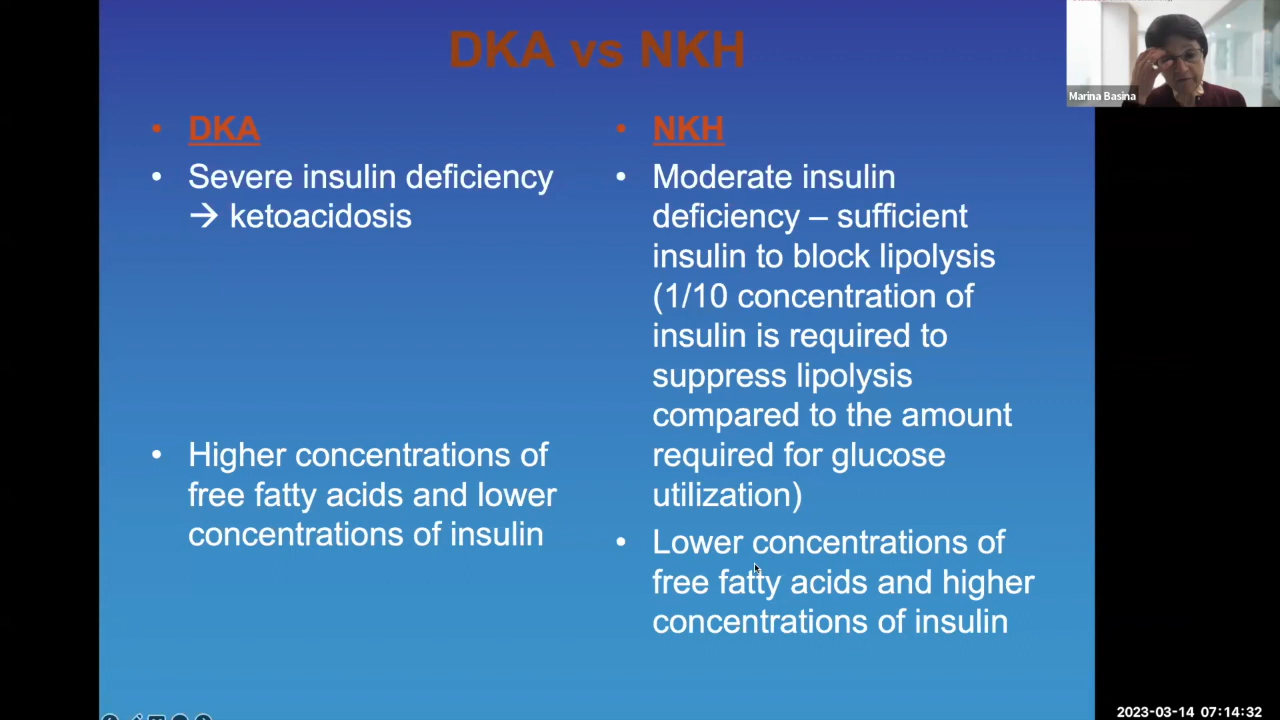 DKA vs NKH
Marina Basina
• DKA
• Severe insulin deficiency
→ ketoacidosis
• Higher concentrations of
free fatty acids and lower
concentrations of insulin
• NKH
• Moderate insulin
deficiency – sufficient
insulin to block lipolysis
(1/10 concentration of
insulin is required to
suppress lipolysis
compared to the amount
required for glucose
utilization)
• Lower concentrations of
free fatty acids and higher
concentrations of insulin
2023-03-14 07:14:32